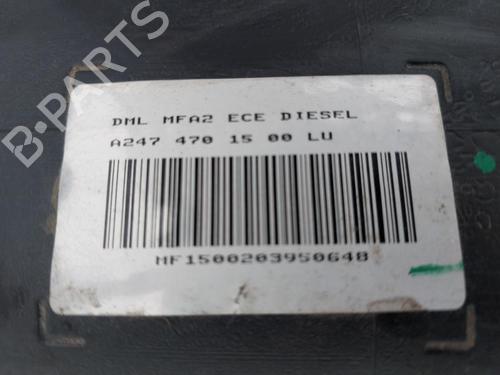 B-PARTS
DML MFA2 ECE DIESEL
A247 470 15 00 LU
MF1500203950648